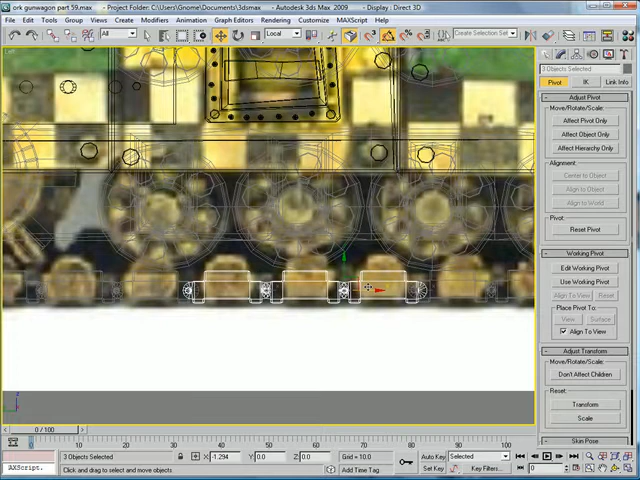 ork gunwagon part 59.max - Project Folder: C:\Users\Gnome\Documents\3dsmax - Autodesk 3ds Max 2009 - Display : Direct 3D
Edit Tools Group Views Create Modifiers Animation Graph Editors Rendering Customize MAXScript Help
All
Local
Create Selection Set
3 Objects Selected
Pivot IK Link Info
Adjust Pivot
Move/Rotate/Scale:
Affect Pivot Only
Affect Object Only
Affect Hierarchy Only
Alignment:
Center to Object
Align to Object
Align to World
Pivot:
Reset Pivot
Working Pivot
Edit Working Pivot
Use Working Pivot
Align To View Reset
Place Pivot To:
View Surface
Align To View
Adjust Transform
Move/Rotate/Scale:
Don't Affect Children
Reset:
Transform
Scale
Skin Pose
0 / 100
0 10 20 30 40 50 60 70 80 90 100
3 Objects Selected X: -1.294 Y: 0.0 Z: 0.0 Grid = 10.0 Auto Key Selected
Click and drag to select and move objects Add Time Tag Set Key Key Filters... 0